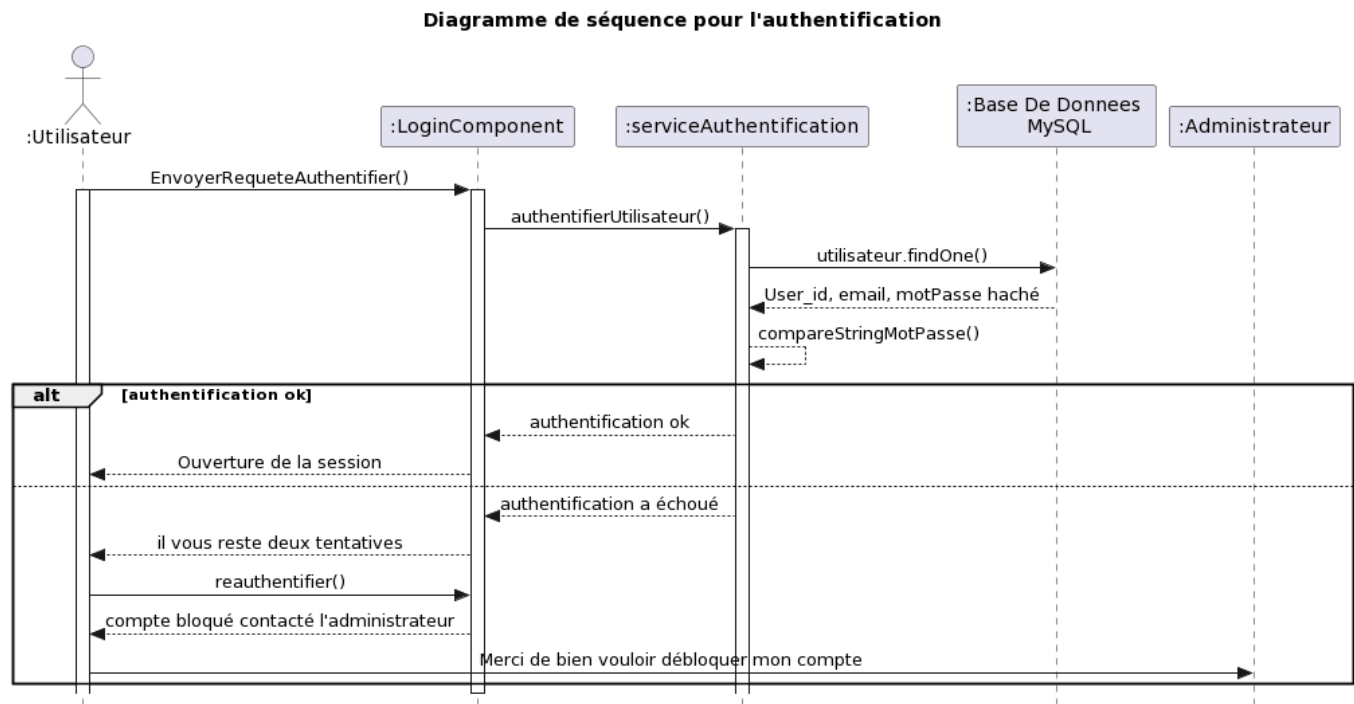 Diagramme de séquence pour l'authentification
:Utilisateur
:LoginComponent
:serviceAuthentification
:Base De Donnees
MySQL
:Administrateur
EnvoyerRequeteAuthentifier()
authentifierUtilisateur()
utilisateur.findOne()
User_id, email, motPasse haché
compareStringMotPasse()
alt [authentification ok]
authentification ok
Ouverture de la session
authentification a échoué
il vous reste deux tentatives
reauthentifier()
compte bloqué contacté l'administrateur
Merci de bien vouloir débloquer mon compte